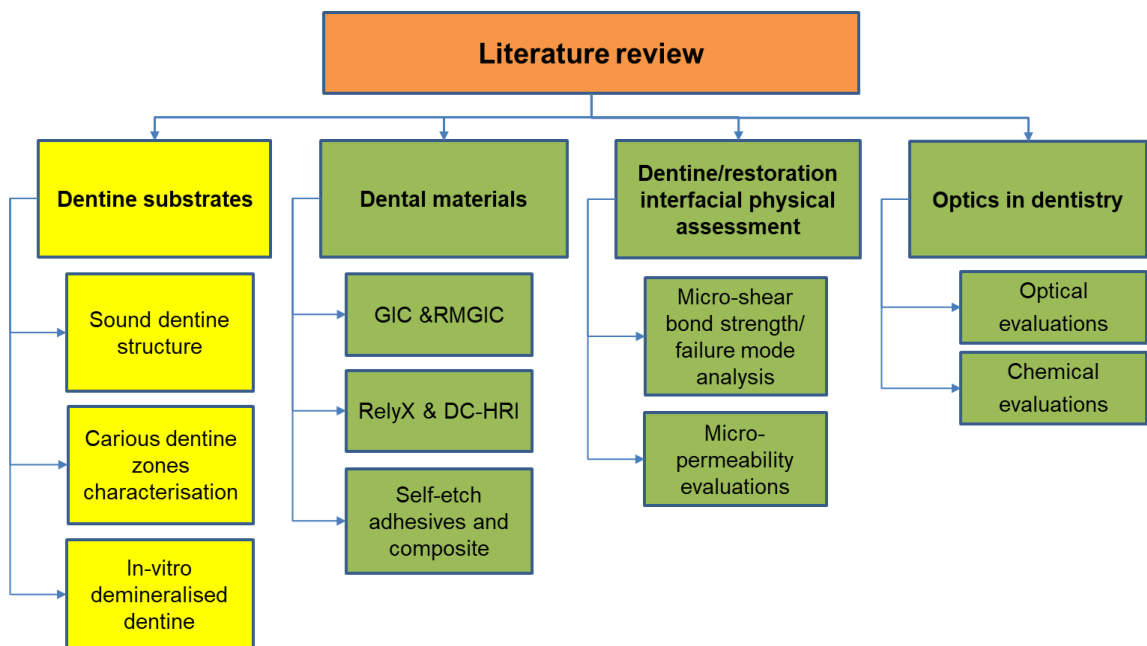 Literature review
Dentine substrates
Sound dentine
structure
Carious dentine
zones
characterisation
In-vitro
demineralised
dentine
Dental materials
GIC &RMGIC
RelyX & DC-HRI
Self-etch
adhesives and
composite
Dentine/restoration
interfacial physical
assessment
Micro-shear
bond strength/
failure mode
analysis
Micro-
permeability
evaluations
Optics in dentistry
Optical
evaluations
Chemical
evaluations